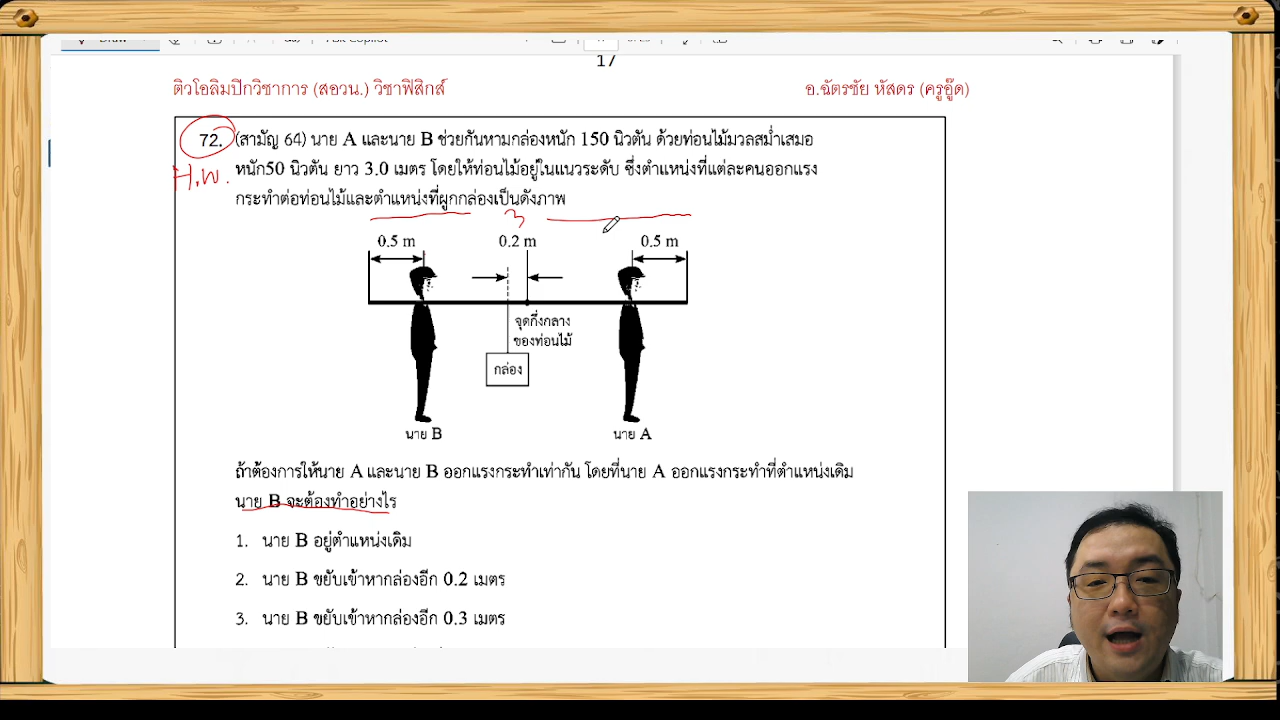 17
ติวโอลิมปิกวิชาการ (สอวน.) วิชาฟิสิกส์
อ.ฉัตรชัย หัสดร (ครูอู๊ด)
72. (สามัญ 64) นาย A และนาย B ช่วยกันหามกล่องหนัก 150 นิวตัน ด้วยท่อนไม้มวลสม่ำเสมอ
H.W. หนัก50 นิวตัน ยาว 3.0 เมตร โดยให้ท่อนไม้อยู่ในแนวระดับ ซึ่งตำแหน่งที่แต่ละคนออกแรง
กระทำต่อท่อนไม้และตำแหน่งที่ผูกกล่องเป็นดังภาพ
3
0.5 m 0.2 m 0.5 m
จุดกึ่งกลาง
ของท่อนไม้
กล่อง
นาย B นาย A
ถ้าต้องการให้นาย A และนาย B ออกแรงกระทำเท่ากัน โดยที่นาย A ออกแรงกระทำที่ตำแหน่งเดิม
นาย B จะต้องทำอย่างไร
1. นาย B อยู่ตำแหน่งเดิม
2. นาย B ขยับเข้าหากล่องอีก 0.2 เมตร
3. นาย B ขยับเข้าหากล่องอีก 0.3 เมตร